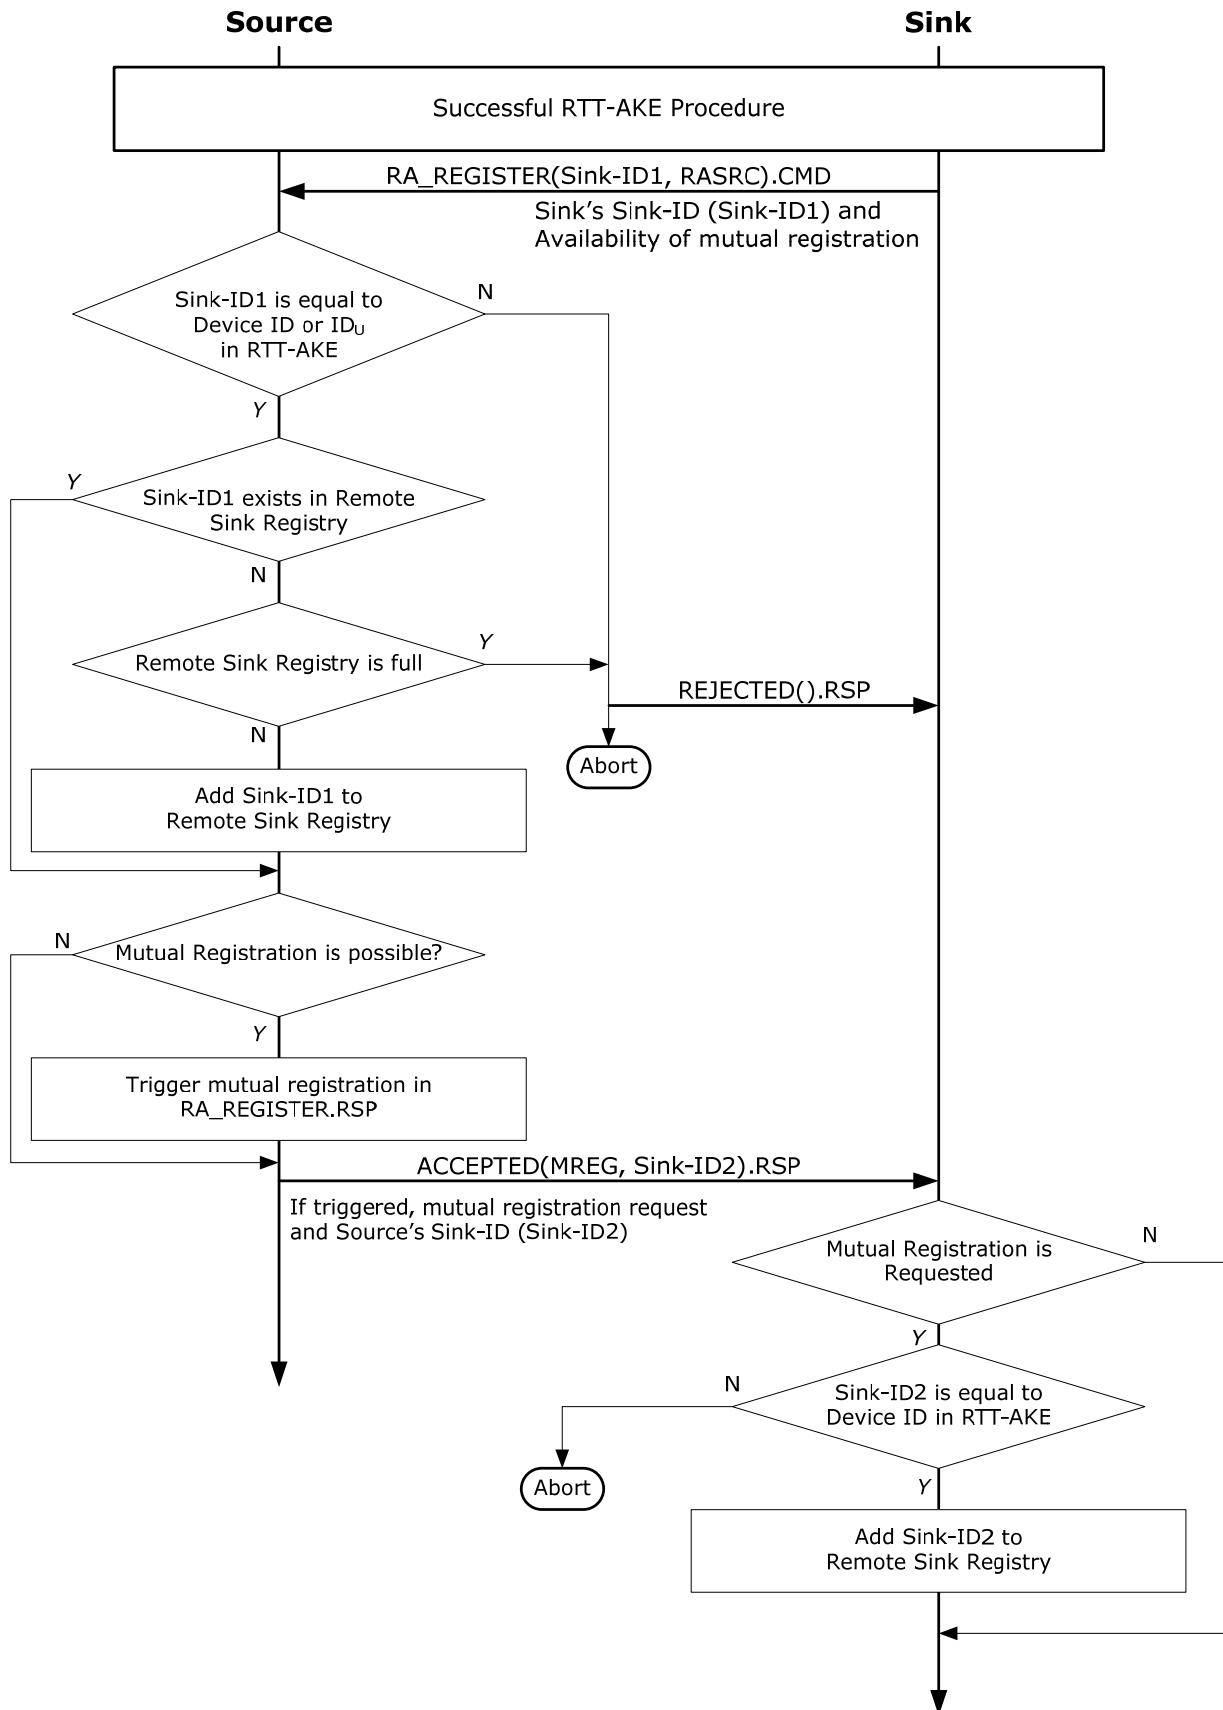 Source
Sink
Successful RTT-AKE Procedure
RA_REGISTER(Sink-ID1, RASRC).CMD
Sink's Sink-ID (Sink-ID1) and
Availability of mutual registration
Sink-ID1 is equal to
Device ID or IDU
in RTT-AKE
N
Y
Y
Sink-ID1 exists in Remote
Sink Registry
N
Remote Sink Registry is full
Y
REJECTED().RSP
N
Abort
Add Sink-ID1 to
Remote Sink Registry
N
Mutual Registration is possible?
Y
Trigger mutual registration in
RA_REGISTER.RSP
ACCEPTED(MREG, Sink-ID2).RSP
If triggered, mutual registration request
and Source's Sink-ID (Sink-ID2)
Mutual Registration is
Requested
N
Y
N
Sink-ID2 is equal to
Device ID in RTT-AKE
Abort
Y
Add Sink-ID2 to
Remote Sink Registry